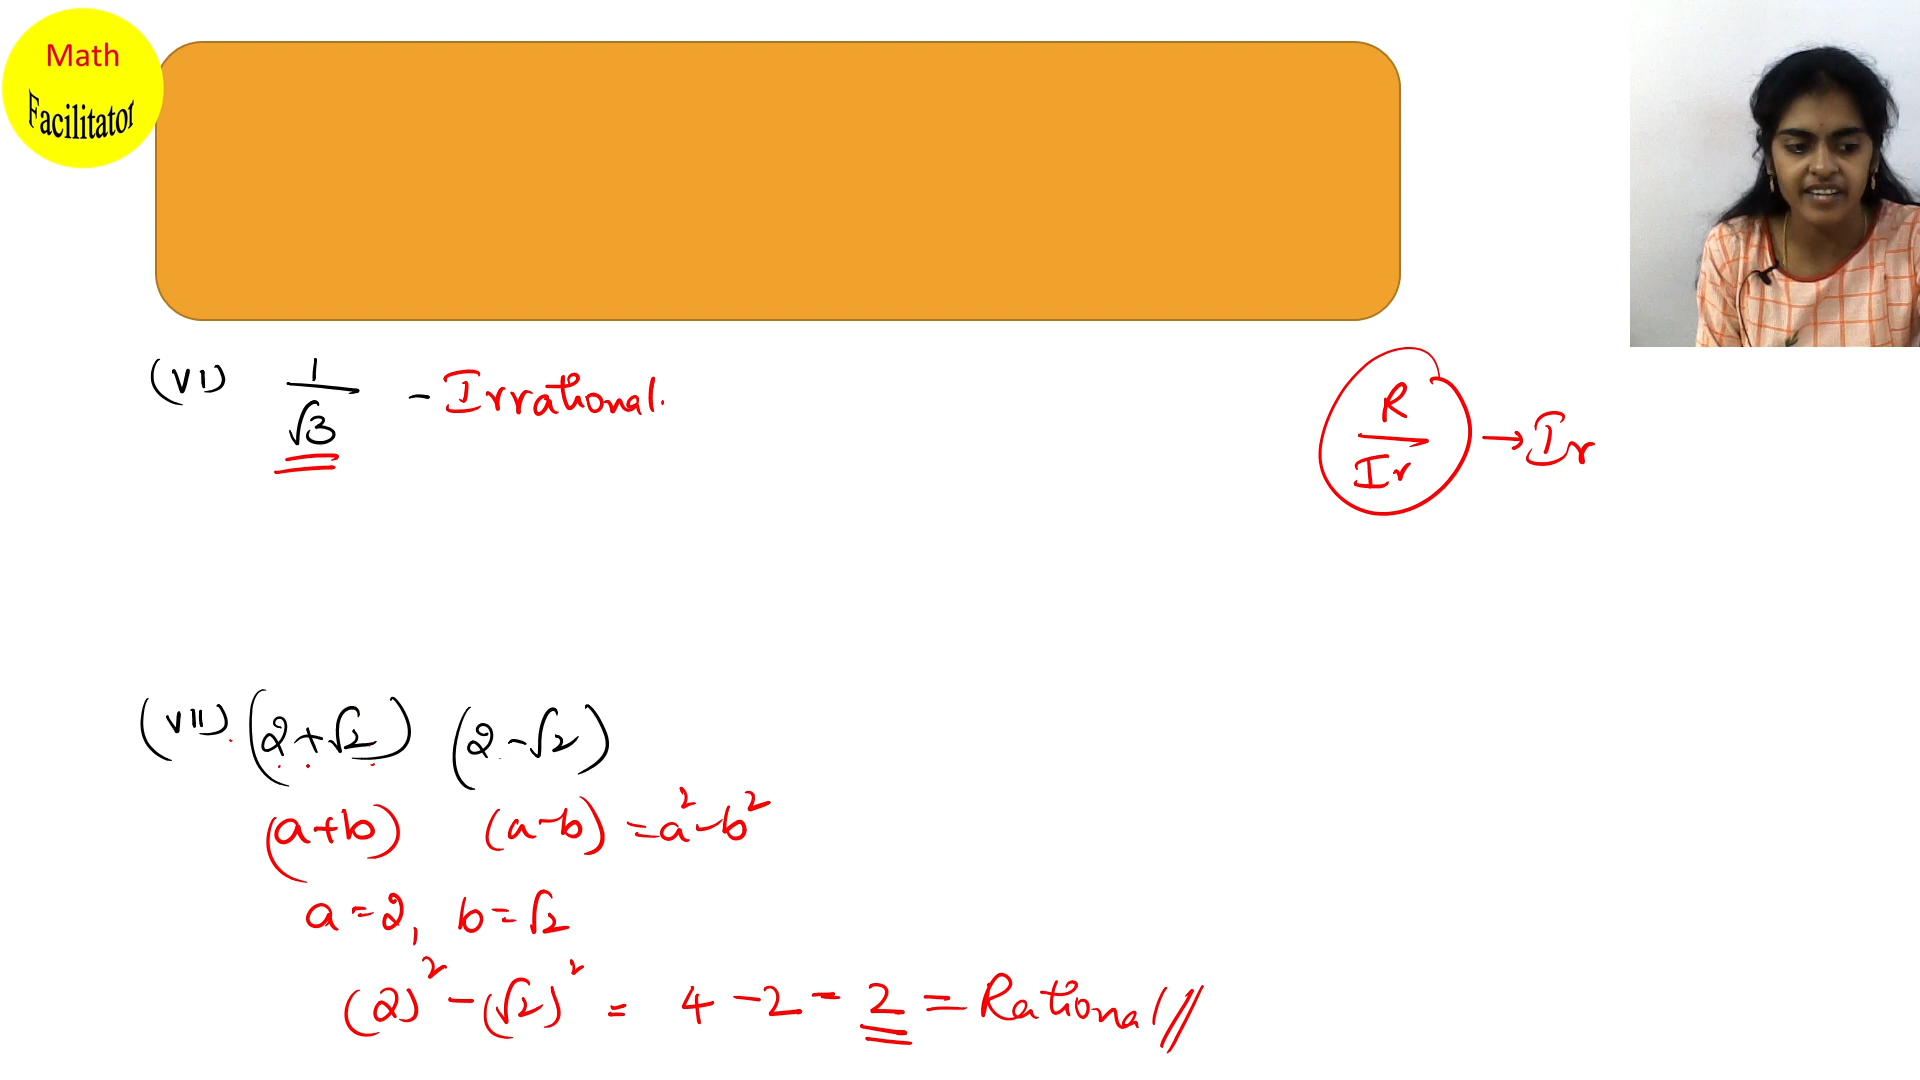 Math
Facilitator
(VI) 1/√3 - Irrational.
R/Ir → Ir
(VII). (2+√2) (2-√2)
(a+b) (a-b) = a²-b²
a=2, b=√2
(2)² - (√2)² = 4 - 2 - 2 = Rational//